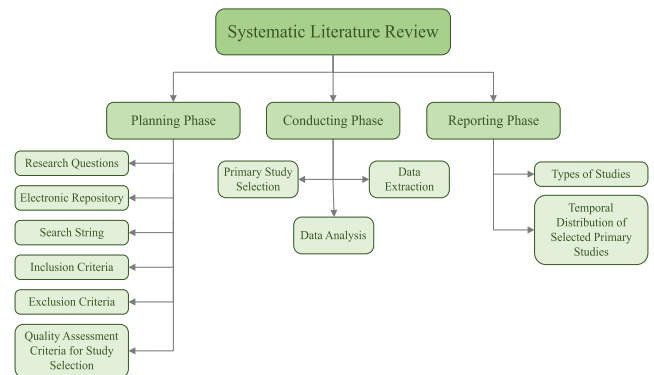 Systematic Literature Review
Planning Phase
Conducting Phase
Reporting Phase
Research Questions
Electronic Repository
Search String
Inclusion Criteria
Exclusion Criteria
Quality Assessment
Criteria for Study
Selection
Primary Study
Selection
Data
Extraction
Data Analysis
Types of Studies
Temporal
Distribution of
Selected Primary
Studies